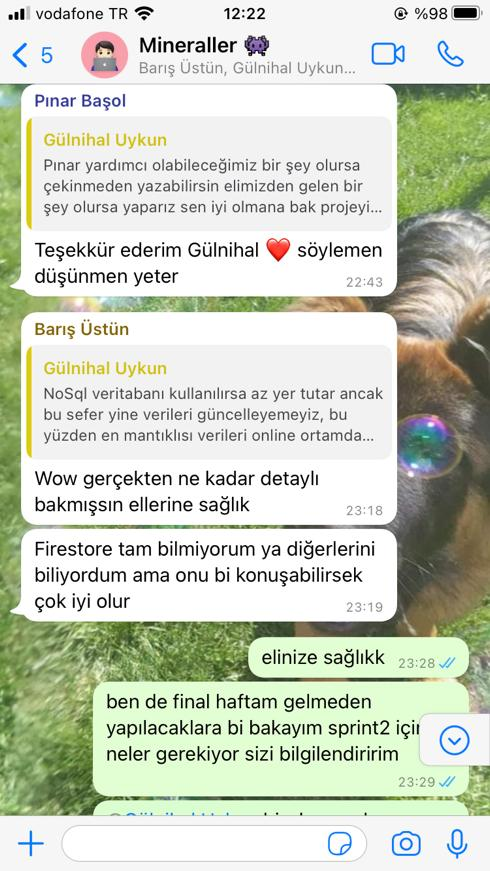 vodafone TR
12:22
%98
5
Mineraller
Barış Üstün, Gülnihal Uykun...
Pınar Başol
Gülnihal Uykun
Pınar yardımcı olabileceğimiz bir şey olursa
çekinmeden yazabilirsin elimizden gelen bir
şey olursa yaparız sen iyi olmana bak projeyi...
Teşekkür ederim Gülnihal ❤️ söylemen
düşünmen yeter
22:43
Barış Üstün
Gülnihal Uykun
NoSql veritabanı kullanılırsa az yer tutar ancak
bu sefer yine verileri güncelleyemeyiz, bu
yüzden en mantıklısı verileri online ortamda...
Wow gerçekten ne kadar detaylı
bakmışsın ellerine sağlık
23:18
Firestore tam bilmiyorum ya diğerlerini
biliyordum ama onu bi konuşabilirsek
çok iyi olur
23:19
elinize sağlıkk
23:28
ben de final haftam gelmeden
yapılacaklara bi bakayım sprint2 için
neler gerekiyor sizi bilgilendiririm
23:29